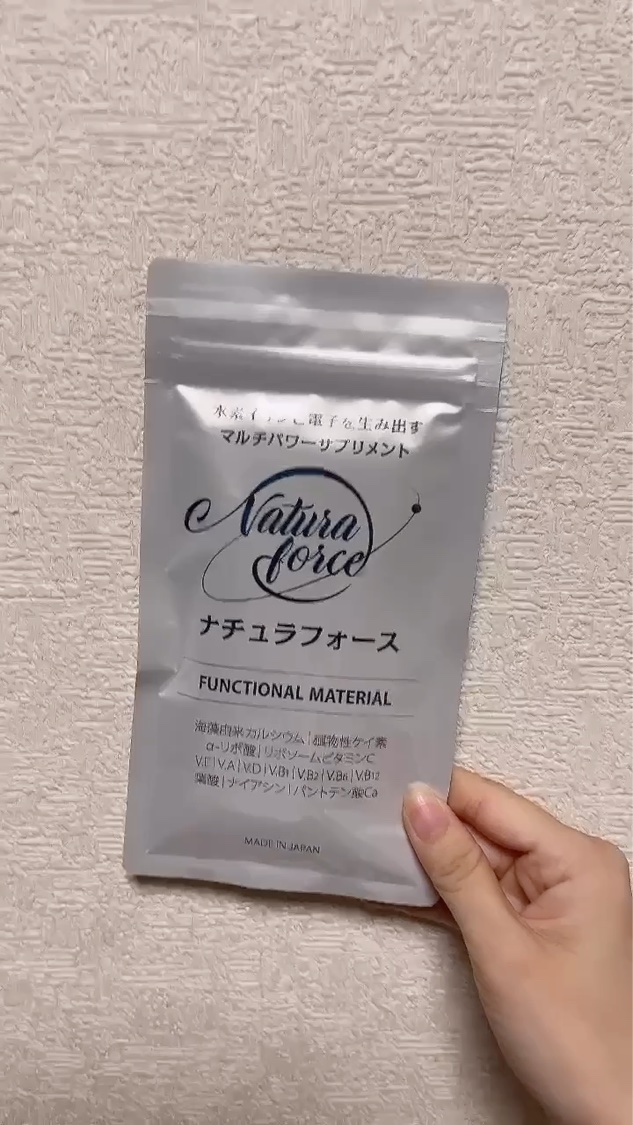 水素イオンと電子を生み出す
マルチパワーサプリメント
Natura
force
ナチュラフォース
FUNCTIONAL MATERIAL
海藻由来カルシウム|植物性ケイ素
α-リポ酸|リポソームビタミンC
V.E|V.A|V.D|V.B1|V.B2|V.B6|V.B12
葉酸|ナイアシン|パントテン酸Ca
MADE IN JAPAN